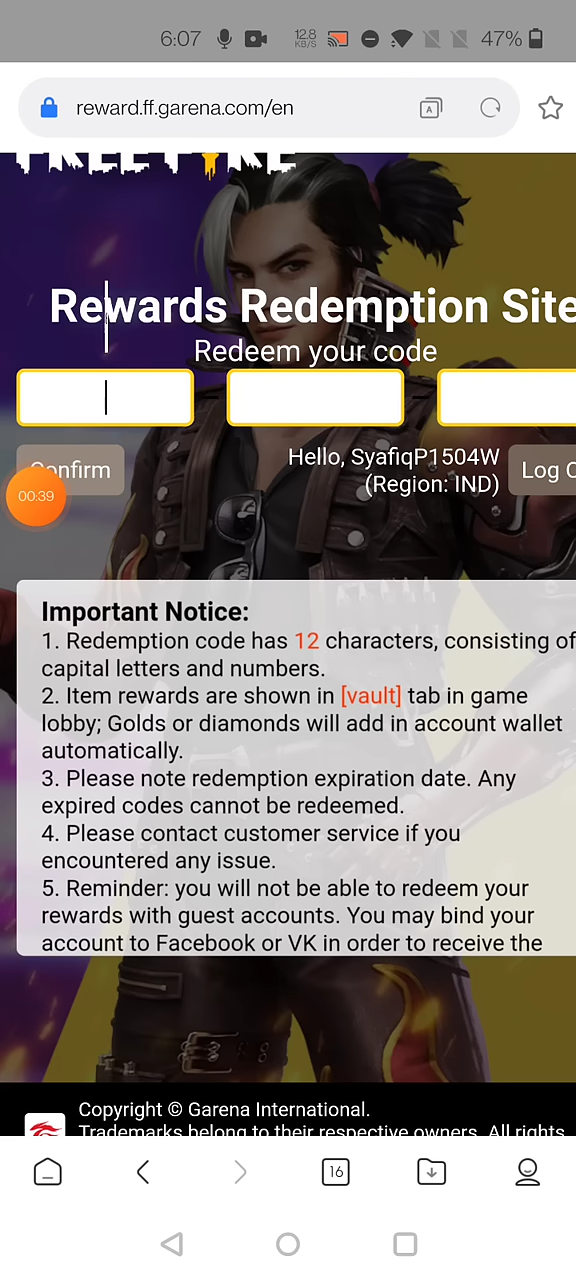 6:07 12.8 KB/S 47%
reward.ff.garena.com/en
FREE FIRE
Rewards Redemption Site
Redeem your code
Confirm
Hello, SyafiqP1504W
(Region: IND)
Log O
00:39
Important Notice:
1. Redemption code has 12 characters, consisting of
capital letters and numbers.
2. Item rewards are shown in [vault] tab in game
lobby; Golds or diamonds will add in account wallet
automatically.
3. Please note redemption expiration date. Any
expired codes cannot be redeemed.
4. Please contact customer service if you
encountered any issue.
5. Reminder: you will not be able to redeem your
rewards with guest accounts. You may bind your
account to Facebook or VK in order to receive the
Copyright © Garena International.
Trademarks belong to their respective owners. All rights
16